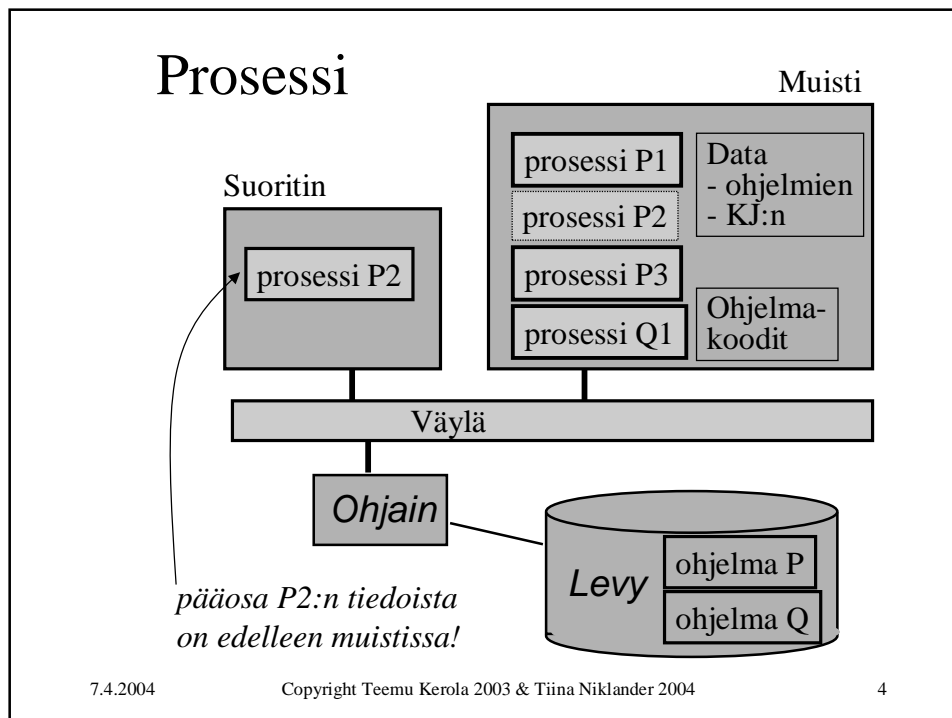 Prosessi
Muisti
prosessi P1
prosessi P2
prosessi P3
prosessi Q1
Data
- ohjelmien
- KJ:n
Ohjelma-
koodit
Suoritin
prosessi P2
Väylä
Ohjain
Levy
ohjelma P
ohjelma Q
pääosa P2:n tiedoista
on edelleen muistissa!
7.4.2004
Copyright Teemu Kerola 2003 & Tiina Niklander 2004
4